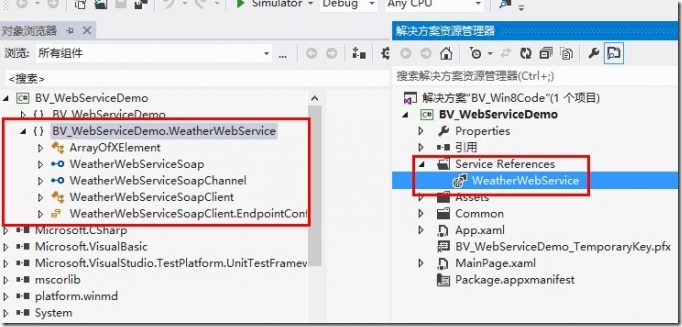 Simulator
Debug
Any CPU
对象浏览器
浏览:
所有组件
...
<搜索>
BV_WebServiceDemo
{ } BV_WebServiceDemo
{ } BV_WebServiceDemo.WeatherWebService
ArrayOfXElement
WeatherWebServiceSoap
WeatherWebServiceSoapChannel
WeatherWebServiceSoapClient
WeatherWebServiceSoapClient.EndpointConf
Microsoft.CSharp
Microsoft.VisualBasic
Microsoft.VisualStudio.TestPlatform.UnitTestFramew
mscorlib
platform.winmd
System
解决方案资源管理器
搜索解决方案资源管理器(Ctrl+;)
解决方案"BV_Win8Code"(1 个项目)
BV_WebServiceDemo
Properties
引用
Service References
WeatherWebService
Assets
Common
App.xaml
BV_WebServiceDemo_TemporaryKey.pfx
MainPage.xaml
Package.appxmanifest